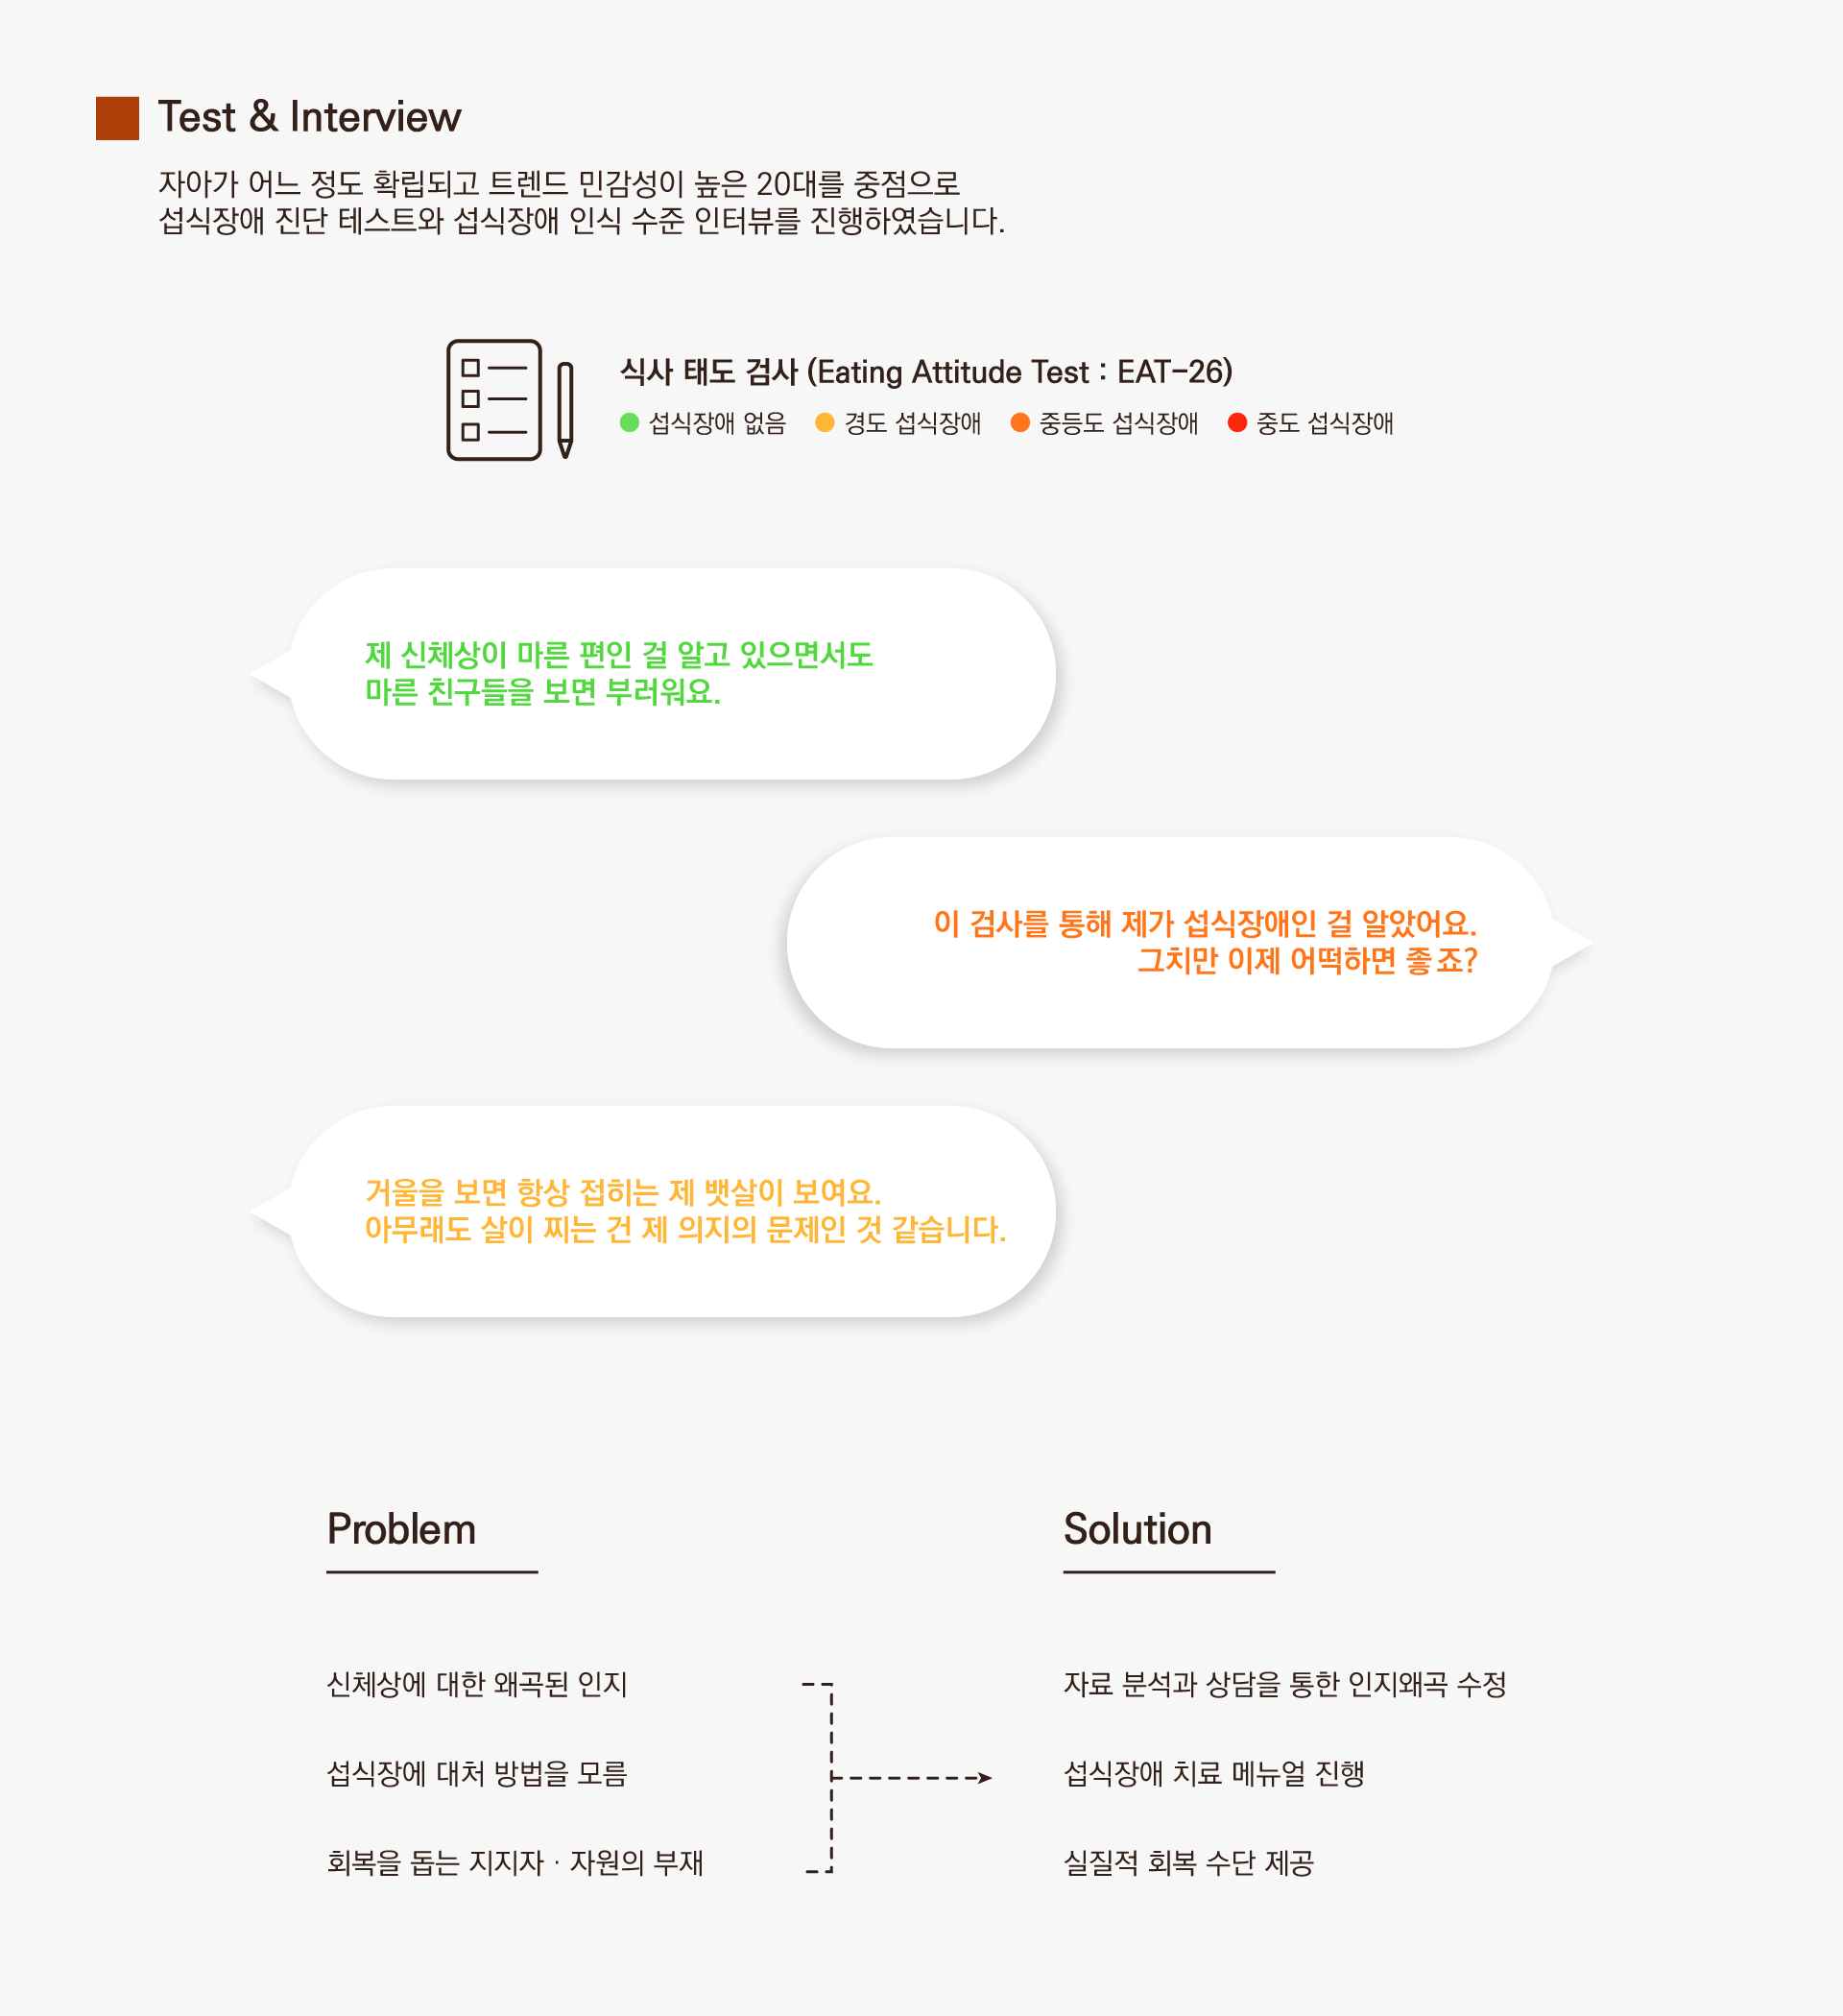 Test & Interview
자아가 어느 정도 확립되고 트렌드 민감성이 높은 20대를 중점으로
섭식장애 진단 테스트와 섭식장애 인식 수준 인터뷰를 진행하였습니다.
식사 태도 검사 (Eating Attitude Test : EAT-26)
섭식장애 없음 경도 섭식장애 중등도 섭식장애 중도 섭식장애
제 신체상이 마른 편인 걸 알고 있으면서도
마른 친구들을 보면 부러워요.
이 검사를 통해 제가 섭식장애인 걸 알았어요.
그치만 이제 어떡하면 좋죠?
거울을 보면 항상 접히는 제 뱃살이 보여요.
아무래도 살이 찌는 건 제 의지의 문제인 것 같습니다.
Problem
신체상에 대한 왜곡된 인지
섭식장에 대처 방법을 모름
회복을 돕는 지지자 · 자원의 부재
Solution
자료 분석과 상담을 통한 인지왜곡 수정
섭식장애 치료 메뉴얼 진행
실질적 회복 수단 제공